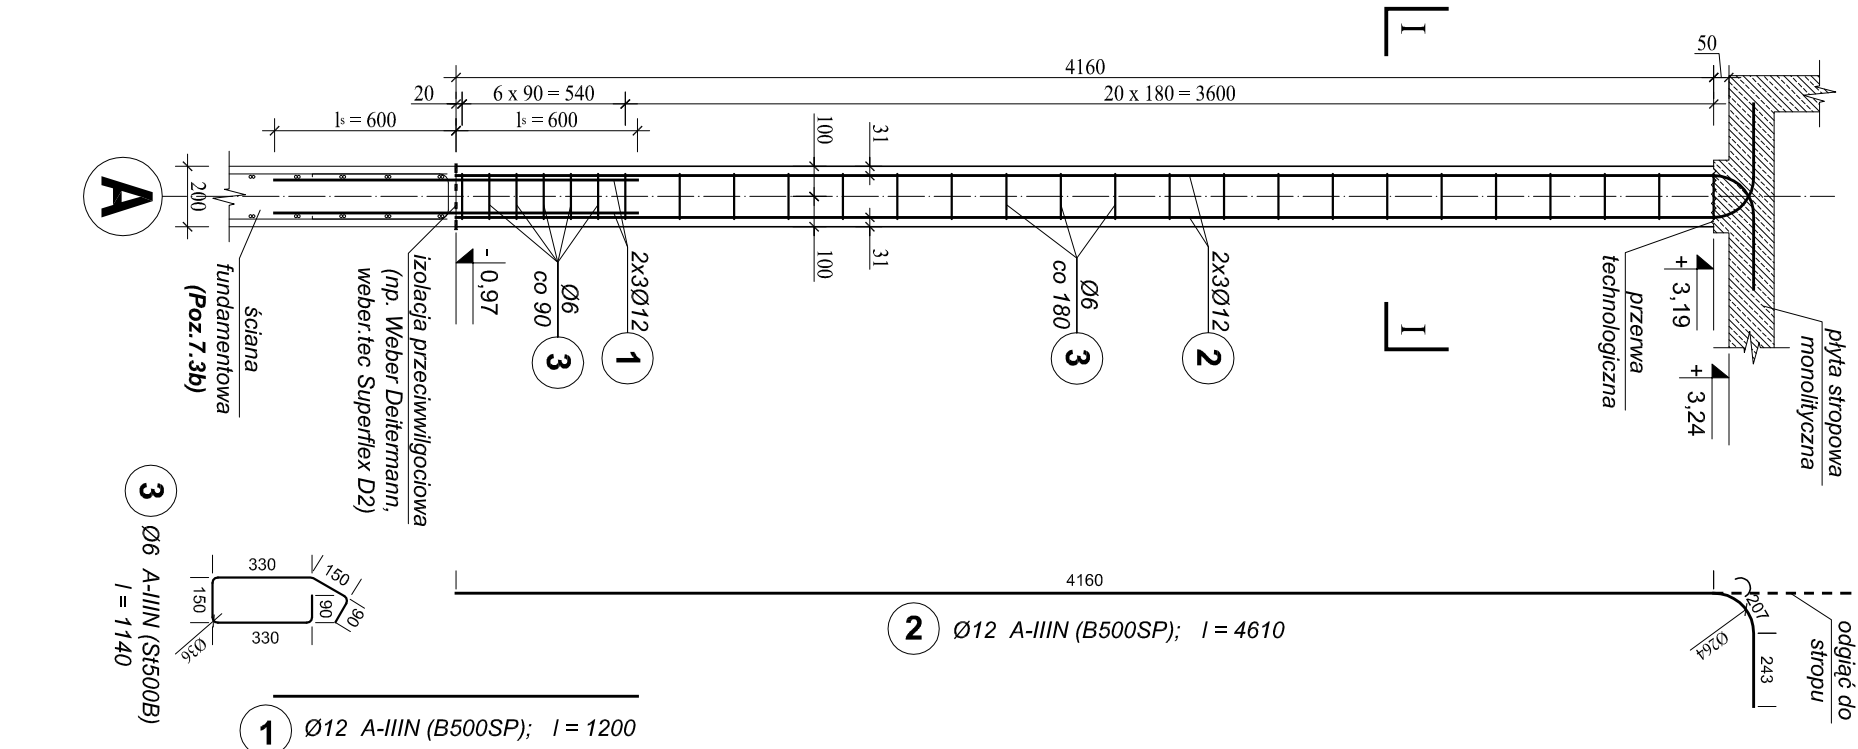 I
50
4160
20
6 x 90 = 540
20 x 180 = 3600
ls = 600
ls = 600
100
31
A
200
100
31
ściana
fundamentowa
(Poz.7.3b)
izolacja przeciwwilgociowa
(np. Weber Deitermann,
weber.tec Superflex D2)
- 0,97
Ø6
co 90
3
2x3Ø12
1
Ø6
co 180
3
2x3Ø12
2
I
przerwa
technologiczna
+ 3,19
+ 3,24
płyta stropowa
monolityczna
3
Ø6 A-IIIN (St500B)
l = 1140
330
150
150
90
90
330
Ø36
4160
2
Ø12 A-IIIN (B500SP); l = 4610
207
Ø264
243
odgiąć do
stropu
1
Ø12 A-IIIN (B500SP); l = 1200